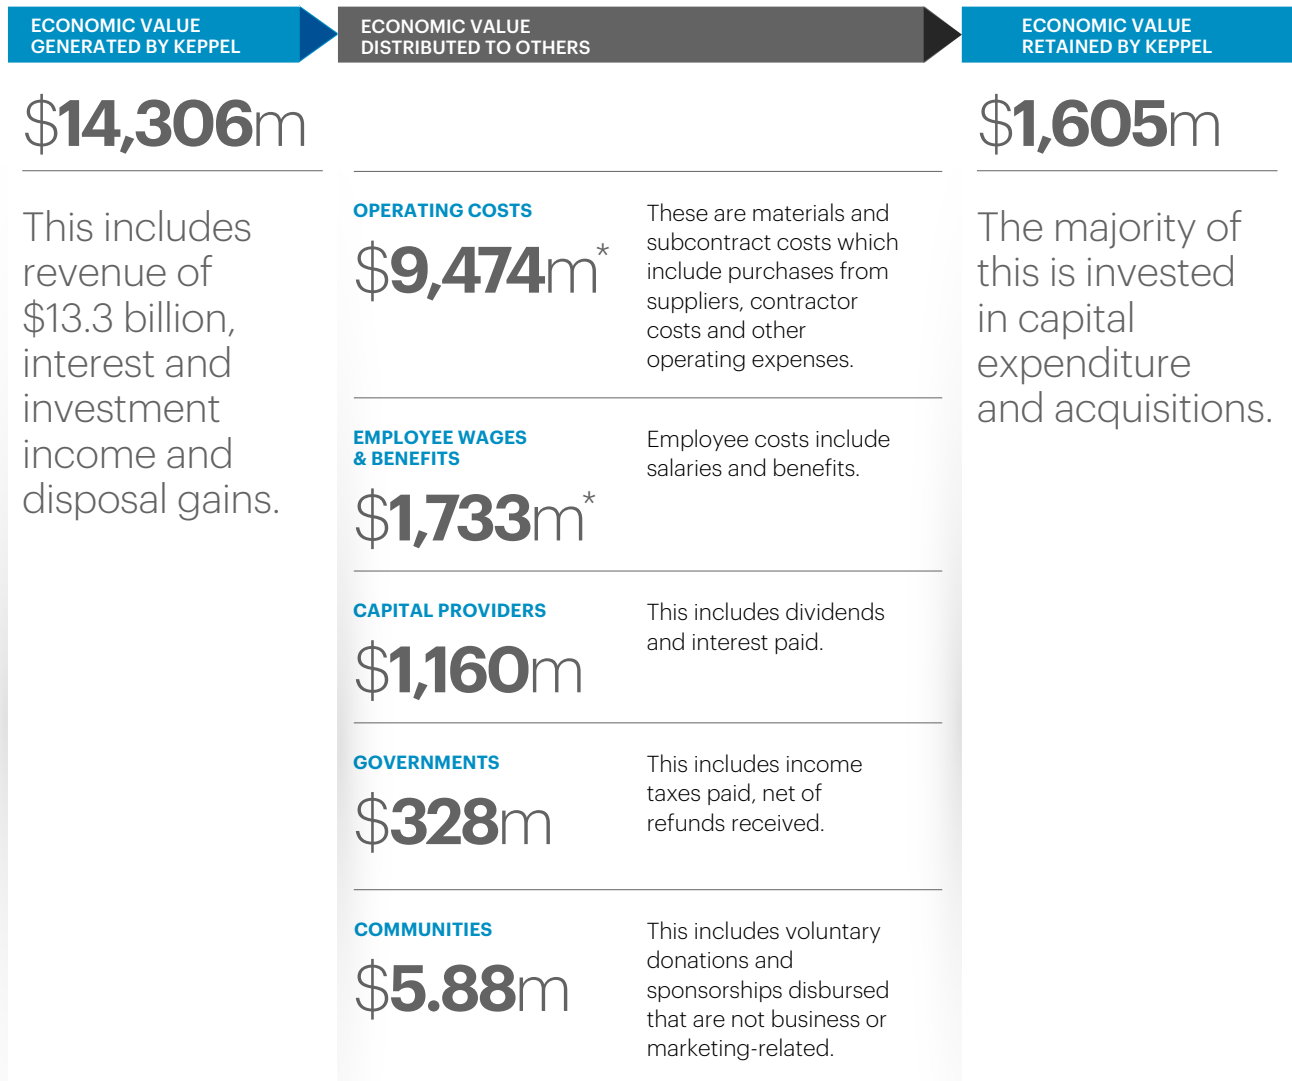 ECONOMIC VALUE
GENERATED BY KEPPEL
$14,306m
This includes
revenue of
$13.3 billion,
interest and
investment
income and
disposal gains.
ECONOMIC VALUE
DISTRIBUTED TO OTHERS
OPERATING COSTS
$9,474m*
These are materials and
subcontract costs which
include purchases from
suppliers, contractor
costs and other
operating expenses.
EMPLOYEE WAGES
& BENEFITS
$1,733m*
Employee costs include
salaries and benefits.
CAPITAL PROVIDERS
$1,160m
This includes dividends
and interest paid.
GOVERNMENTS
$328m
This includes income
taxes paid, net of
refunds received.
COMMUNITIES
$5.88m
This includes voluntary
donations and
sponsorships disbursed
that are not business or
marketing-related.
ECONOMIC VALUE
RETAINED BY KEPPEL
$1,605m
The majority of
this is invested
in capital
expenditure
and acquisitions.